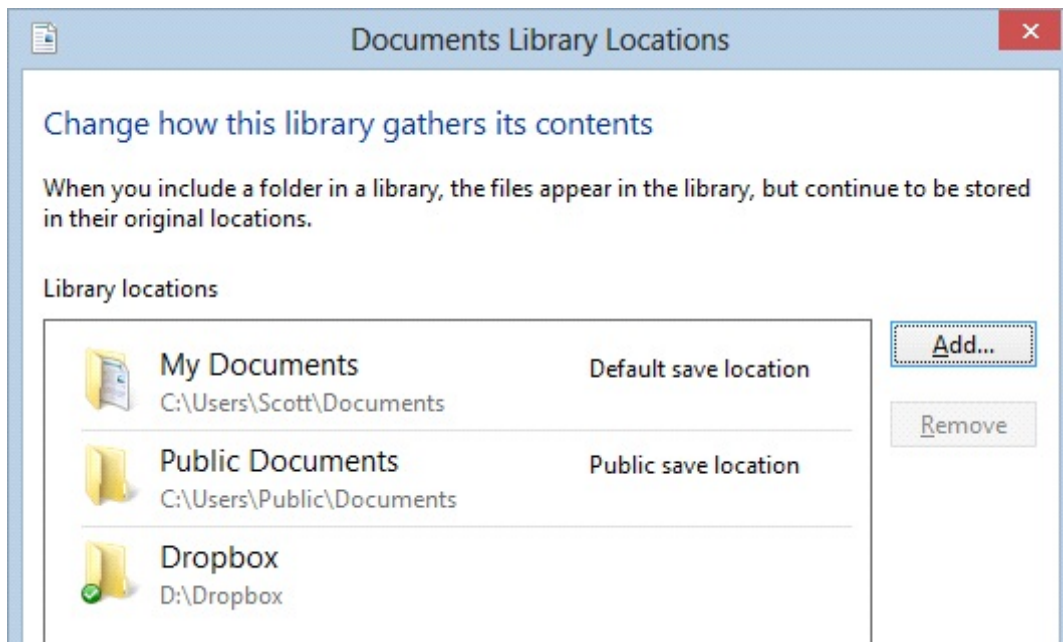 Documents Library Locations
Change how this library gathers its contents
When you include a folder in a library, the files appear in the library, but continue to be stored
in their original locations.
Library locations
My Documents Default save location
C:\Users\Scott\Documents
Public Documents Public save location
C:\Users\Public\Documents
Dropbox
D:\Dropbox
Add...
Remove